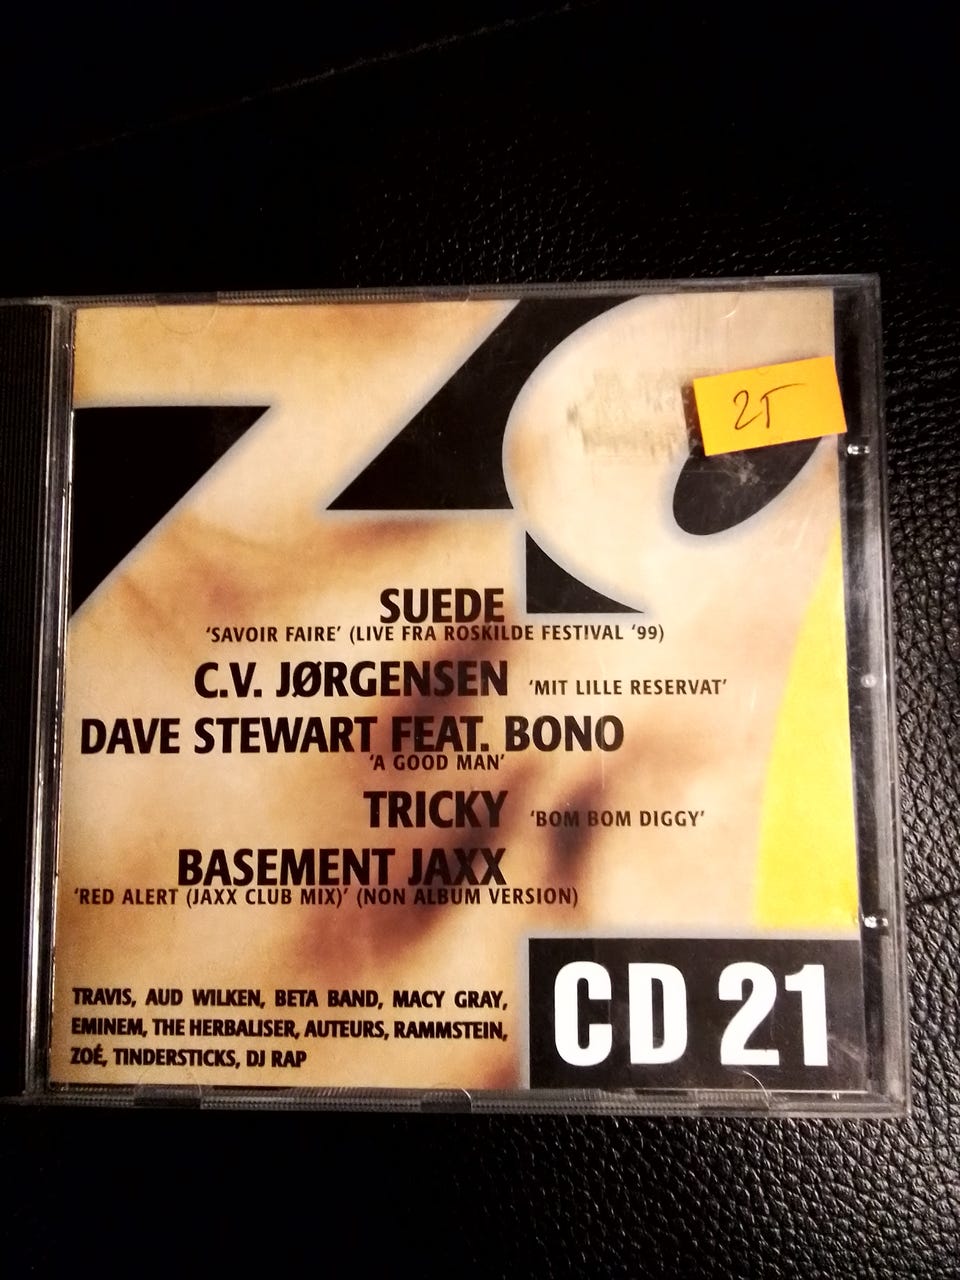 25
SUEDE
'SAVOIR FAIRE' (LIVE FRA ROSKILDE FESTIVAL '99)
C.V. JØRGENSEN 'MIT LILLE RESERVAT'
DAVE STEWART FEAT. BONO
'A GOOD MAN'
TRICKY 'BOM BOM DIGGY'
BASEMENT JAXX
'RED ALERT (JAXX CLUB MIX)' (NON ALBUM VERSION)
TRAVIS, AUD WILKEN, BETA BAND, MACY GRAY,
EMINEM, THE HERBALISER, AUTEURS, RAMMSTEIN,
ZOÉ, TINDERSTICKS, DJ RAP
CD 21